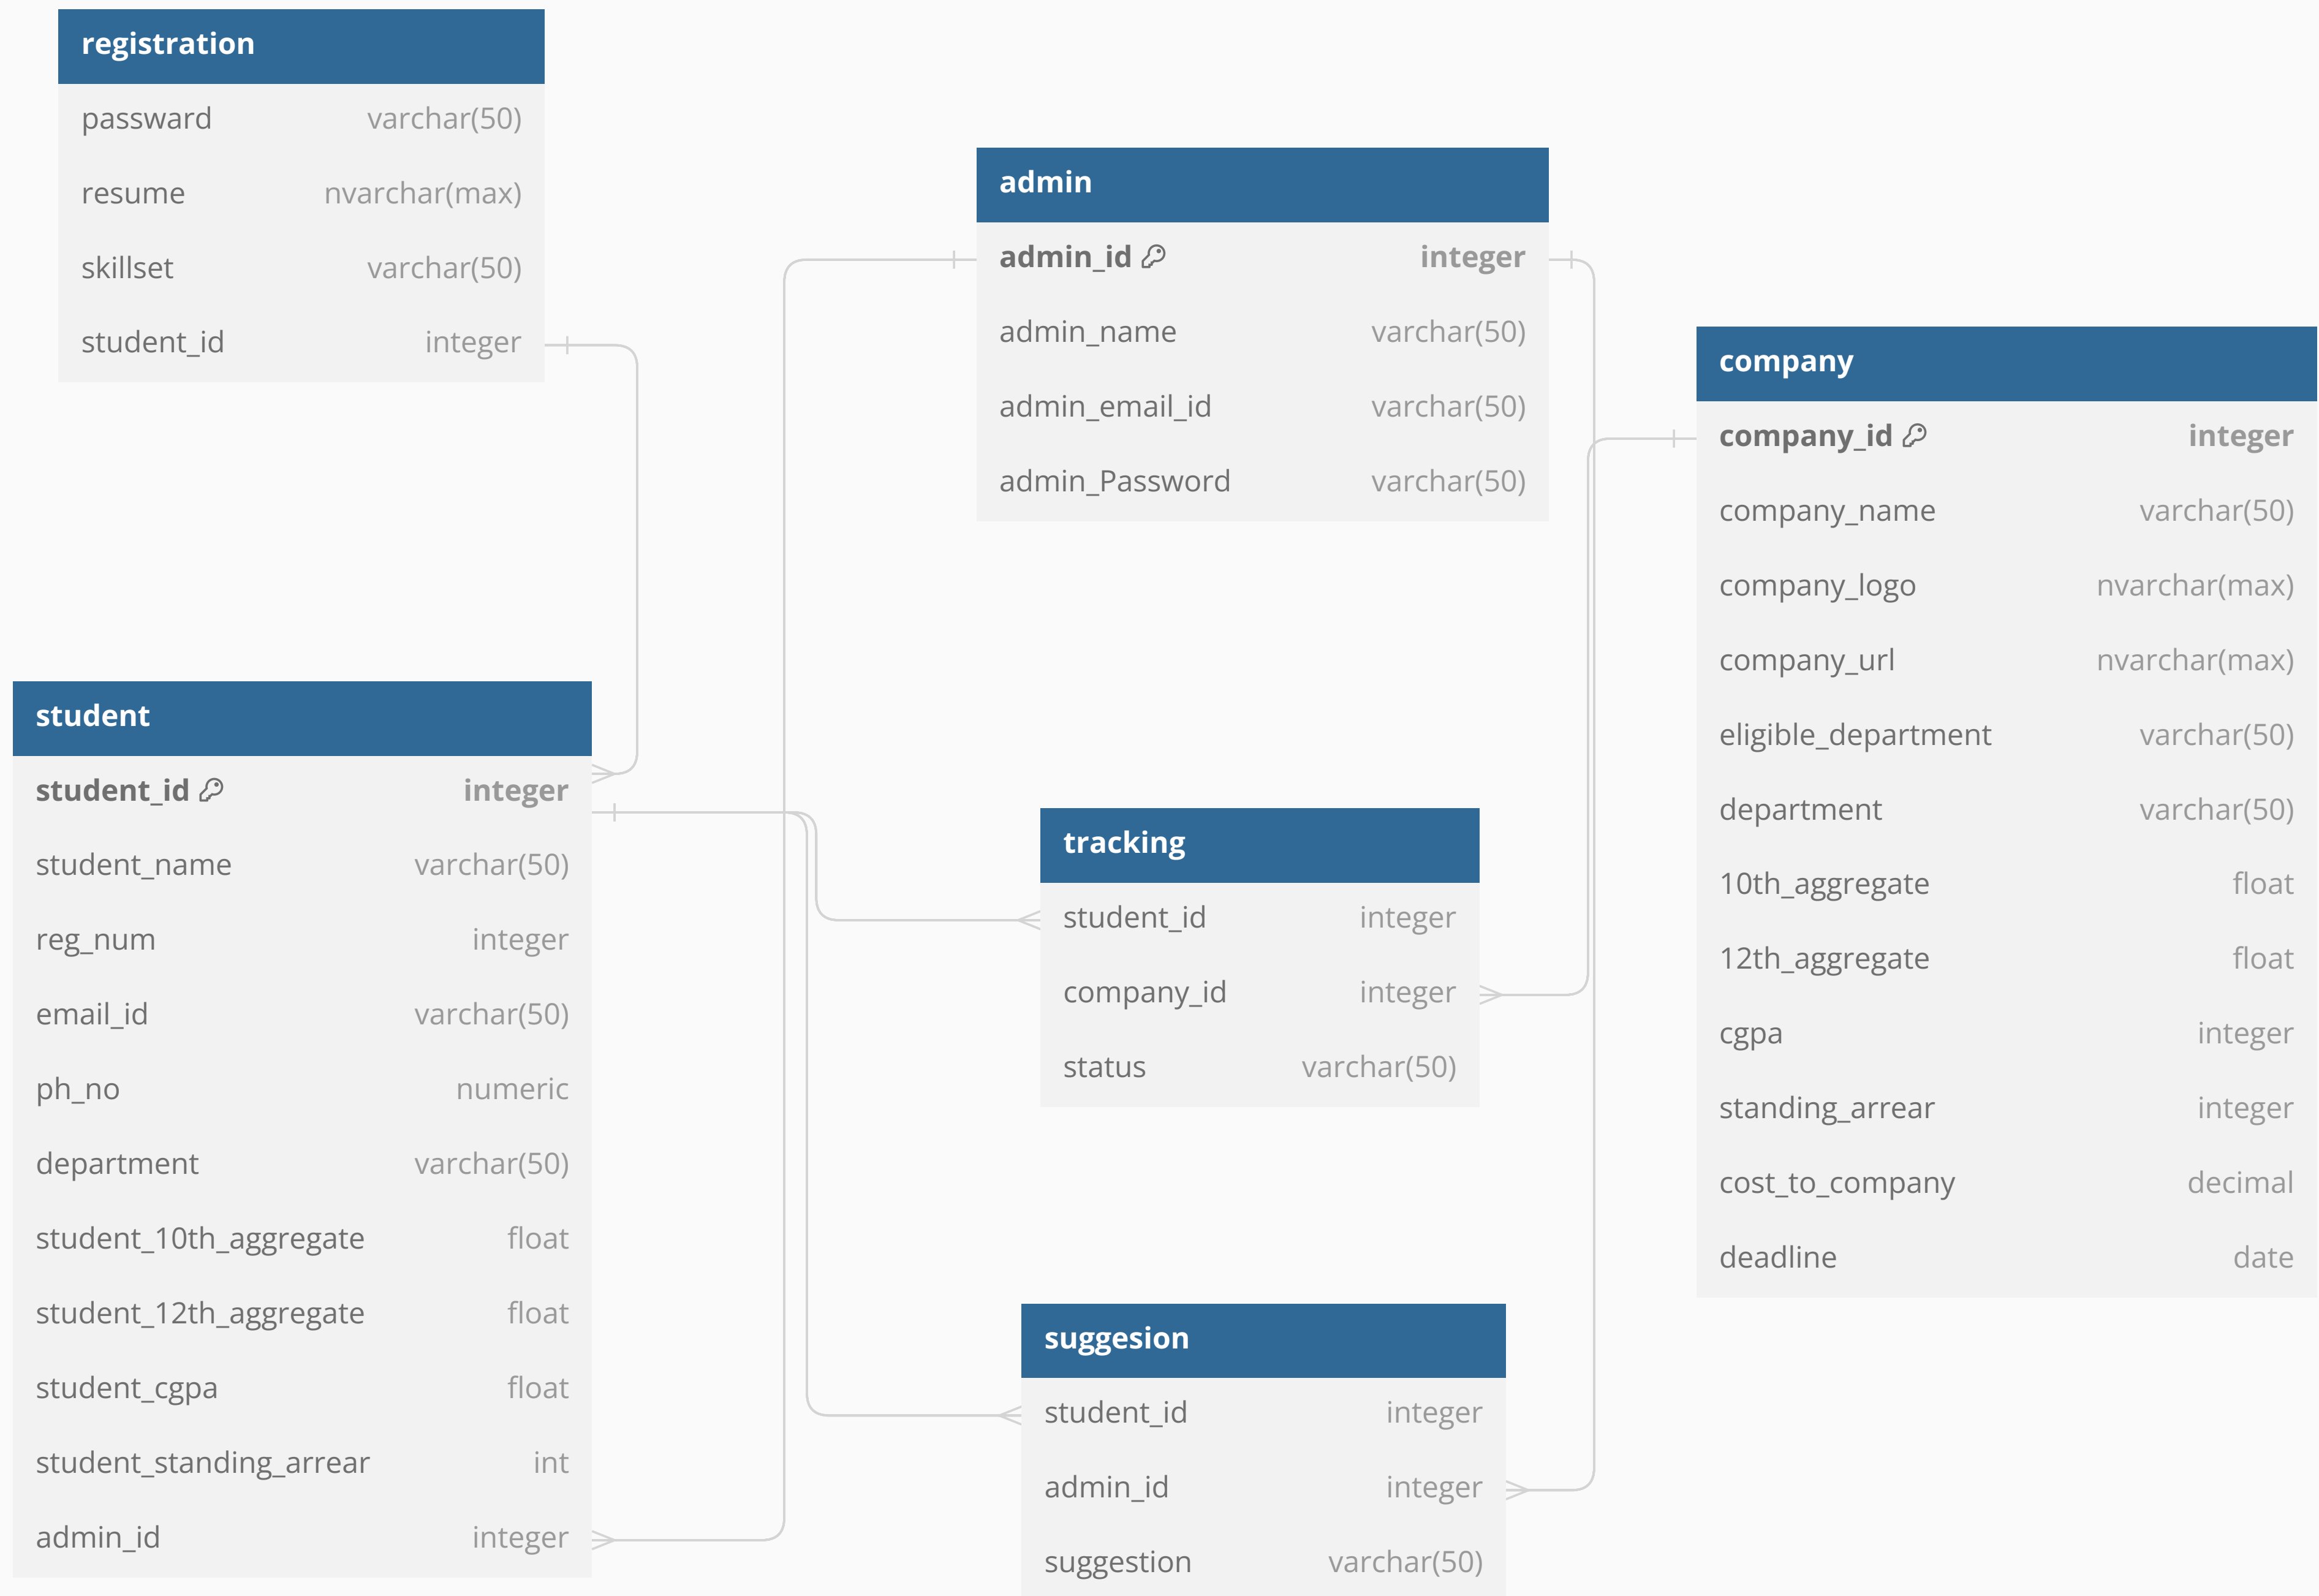 registration
passward varchar(50)
resume nvarchar(max)
skillset varchar(50)
student_id integer
admin
admin_id integer
admin_name varchar(50)
admin_email_id varchar(50)
admin_Password varchar(50)
company
company_id integer
company_name varchar(50)
company_logo nvarchar(max)
company_url nvarchar(max)
eligible_department varchar(50)
department varchar(50)
10th_aggregate float
12th_aggregate float
cgpa integer
standing_arrear integer
cost_to_company decimal
deadline date
student
student_id integer
student_name varchar(50)
reg_num integer
email_id varchar(50)
ph_no numeric
department varchar(50)
student_10th_aggregate float
student_12th_aggregate float
student_cgpa float
student_standing_arrear int
admin_id integer
tracking
student_id integer
company_id integer
status varchar(50)
suggesion
student_id integer
admin_id integer
suggestion varchar(50)